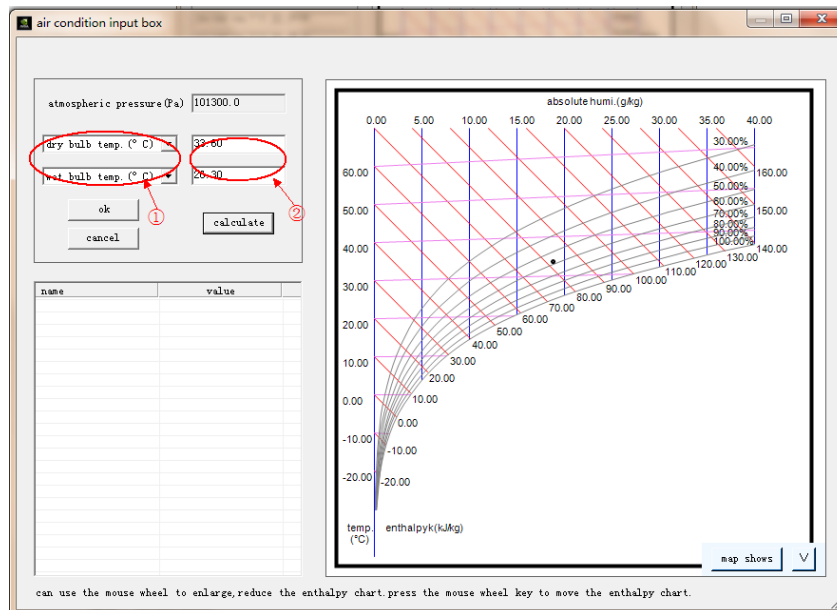 air condition input box
atmospheric pressure(Pa) 101300.0
dry bulb temp.(° C) 33.60
wet bulb temp.(° C)
① ②
ok
calculate
cancel
name value
absolute humi.(g/kg)
0.00 5.00 10.00 15.00 20.00 25.00 30.00 35.00 40.00
30.00%
60.00 40.00% 160.00
50.00%
50.00 60.00% 150.00
70.00%
80.00%
90.00%
40.00 100.00% 140.00
130.00
120.00
110.00
100.00
90.00
30.00 80.00
70.00
60.00
20.00 50.00
40.00
10.00 30.00
20.00
0.00 10.00
0.00
-10.00
-10.00
-20.00
-20.00
temp. enthalpyk(kJ/kg)
(°C)
map shows V
can use the mouse wheel to enlarge,reduce the enthalpy chart.press the mouse wheel key to move the enthalpy chart.